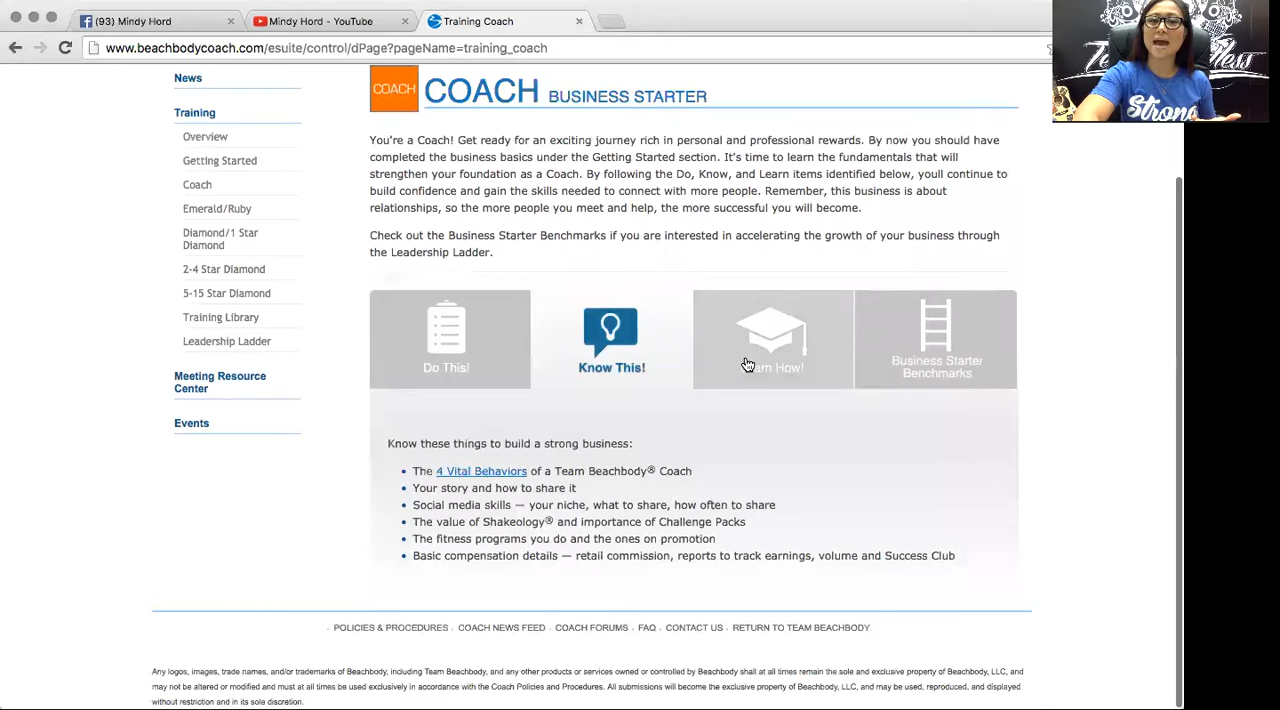 (93) Mindy Hord
Mindy Hord - YouTube
Training Coach
www.beachbodycoach.com/esuite/control/dPage?pageName=training_coach
News
Training
Overview
Getting Started
Coach
Emerald/Ruby
Diamond/1 Star
Diamond
2-4 Star Diamond
5-15 Star Diamond
Training Library
Leadership Ladder
Meeting Resource
Center
Events
COACH
COACH BUSINESS STARTER
You're a Coach! Get ready for an exciting journey rich in personal and professional rewards. By now you should have
completed the business basics under the Getting Started section. It's time to learn the fundamentals that will
strengthen your foundation as a Coach. By following the Do, Know, and Learn items identified below, youll continue to
build confidence and gain the skills needed to connect with more people. Remember, this business is about
relationships, so the more people you meet and help, the more successful you will become.
Check out the Business Starter Benchmarks if you are interested in accelerating the growth of your business through
the Leadership Ladder.
Do This!
Know This!
How!
Business Starter
Benchmarks
Know these things to build a strong business:
• The 4 Vital Behaviors of a Team Beachbody® Coach
• Your story and how to share it
• Social media skills — your niche, what to share, how often to share
• The value of Shakeology® and importance of Challenge Packs
• The fitness programs you do and the ones on promotion
• Basic compensation details — retail commission, reports to track earnings, volume and Success Club
POLICIES & PROCEDURES COACH NEWS FEED COACH FORUMS FAQ CONTACT US RETURN TO TEAM BEACHBODY
Any logos, images, trade names, and/or trademarks of Beachbody, including Team Beachbody, and any other products or services owned or controlled by Beachbody shall at all times remain the sole and exclusive property of Beachbody, LLC, and
may not be altered or modified and must at all times be used exclusively in accordance with the Coach Policies and Procedures. All submissions will become the exclusive property of Beachbody, LLC, and may be used, reproduced, and displayed
without restriction and in its sole discretion.
Strong